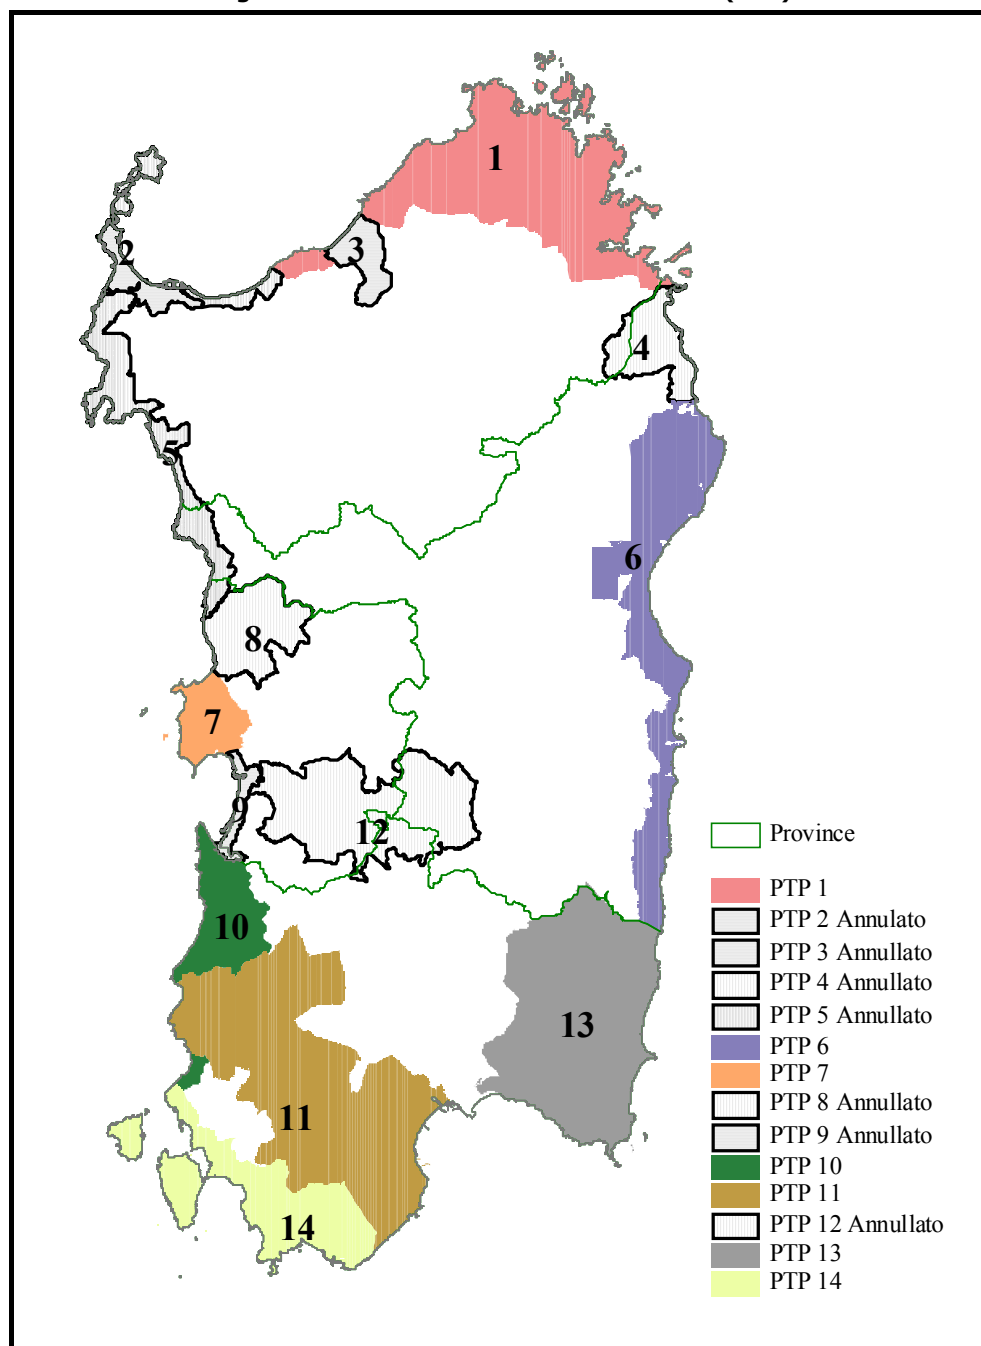 1
2
3
4
5
6
8
7
9
12
10
13
11
14
Province
PTP 1
PTP 2 Annulato
PTP 3 Annullato
PTP 4 Annullato
PTP 5 Annullato
PTP 6
PTP 7
PTP 8 Annullato
PTP 9 Annullato
PTP 10
PTP 11
PTP 12 Annullato
PTP 13
PTP 14